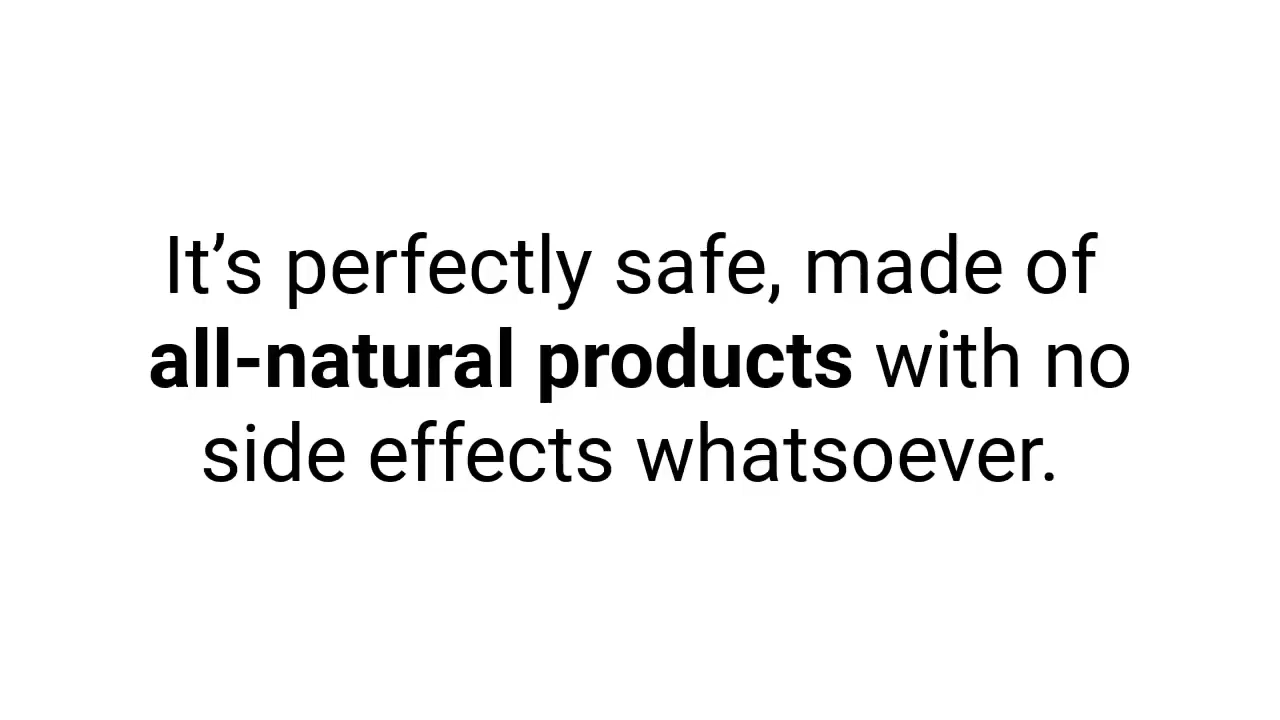 It’s perfectly safe, made of
all-natural products with no
side effects whatsoever.